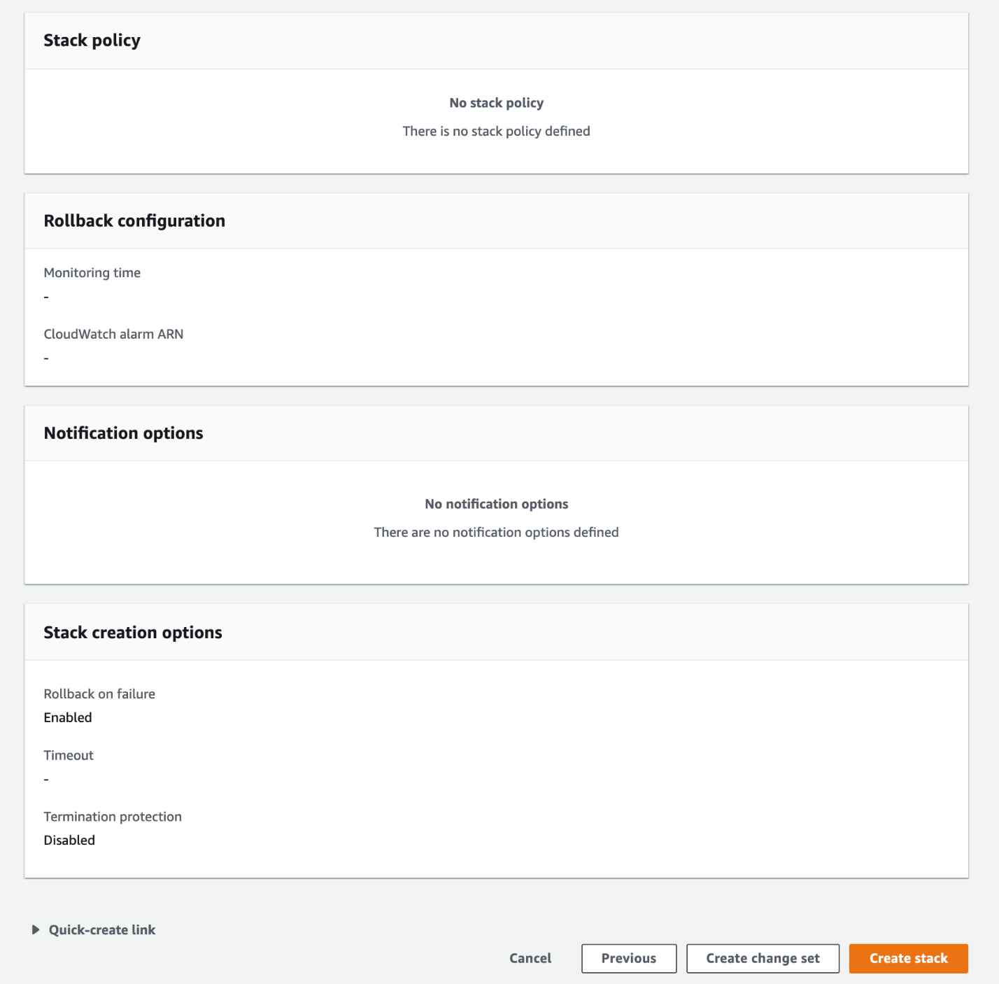 Stack policy
No stack policy
There is no stack policy defined
Rollback configuration
Monitoring time
-
CloudWatch alarm ARN
-
Notification options
No notification options
There are no notification options defined
Stack creation options
Rollback on failure
Enabled
Timeout
-
Termination protection
Disabled
Quick-create link
Cancel Previous Create change set Create stack